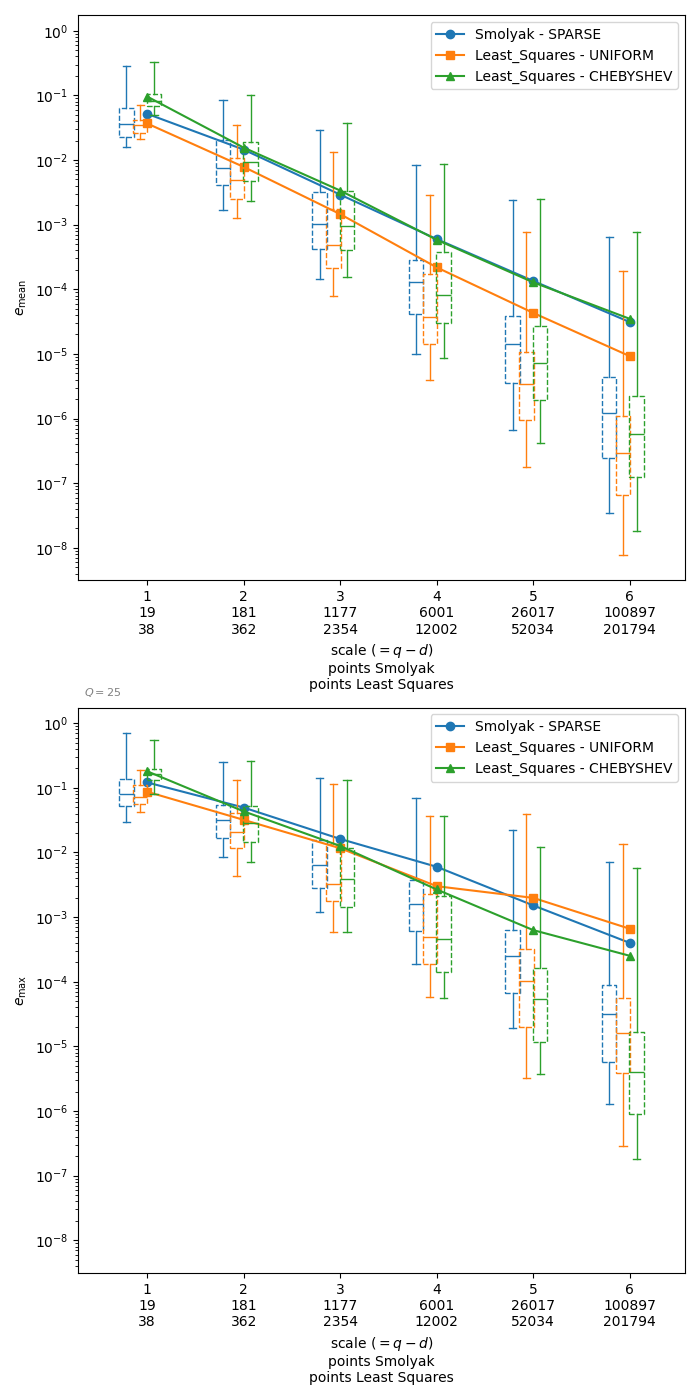 10⁰
10⁻¹
10⁻²
10⁻³
10⁻⁴
10⁻⁵
10⁻⁶
10⁻⁷
10⁻⁸
e_mean
Smolyak - SPARSE
Least_Squares - UNIFORM
Least_Squares - CHEBYSHEV
1 2 3 4 5 6
19 181 1177 6001 26017 100897
38 362 2354 12002 52034 201794
scale (= q − d)
points Smolyak
points Least Squares
Q = 25
10⁰
10⁻¹
10⁻²
10⁻³
10⁻⁴
10⁻⁵
10⁻⁶
10⁻⁷
10⁻⁸
e_max
Smolyak - SPARSE
Least_Squares - UNIFORM
Least_Squares - CHEBYSHEV
1 2 3 4 5 6
19 181 1177 6001 26017 100897
38 362 2354 12002 52034 201794
scale (= q − d)
points Smolyak
points Least Squares